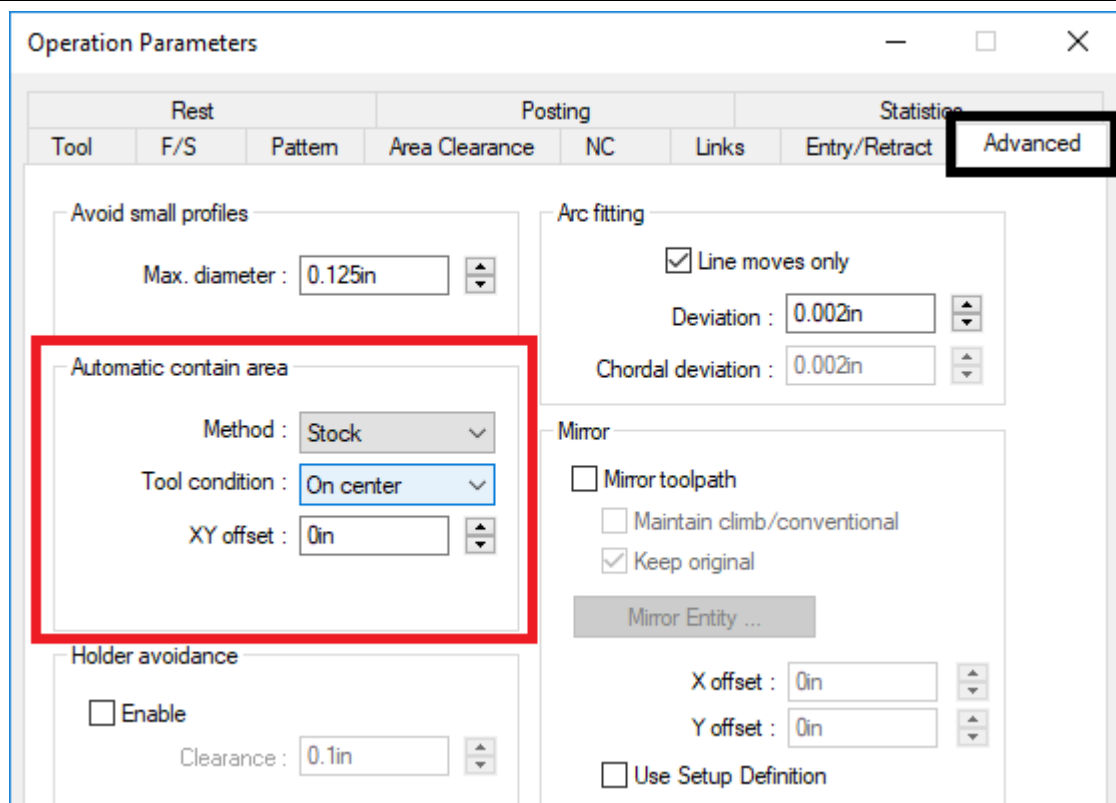 Operation Parameters
Rest Posting Statistics
Tool F/S Pattern Area Clearance NC Links Entry/Retract Advanced
Avoid small profiles
Max. diameter : 0.125in
Automatic contain area
Method : Stock
Tool condition : On center
XY offset : 0in
Holder avoidance
Enable
Clearance : 0.1in
Arc fitting
Line moves only
Deviation : 0.002in
Chordal deviation : 0.002in
Mirror
Mirror toolpath
Maintain climb/conventional
Keep original
Mirror Entity ...
X offset : 0in
Y offset : 0in
Use Setup Definition